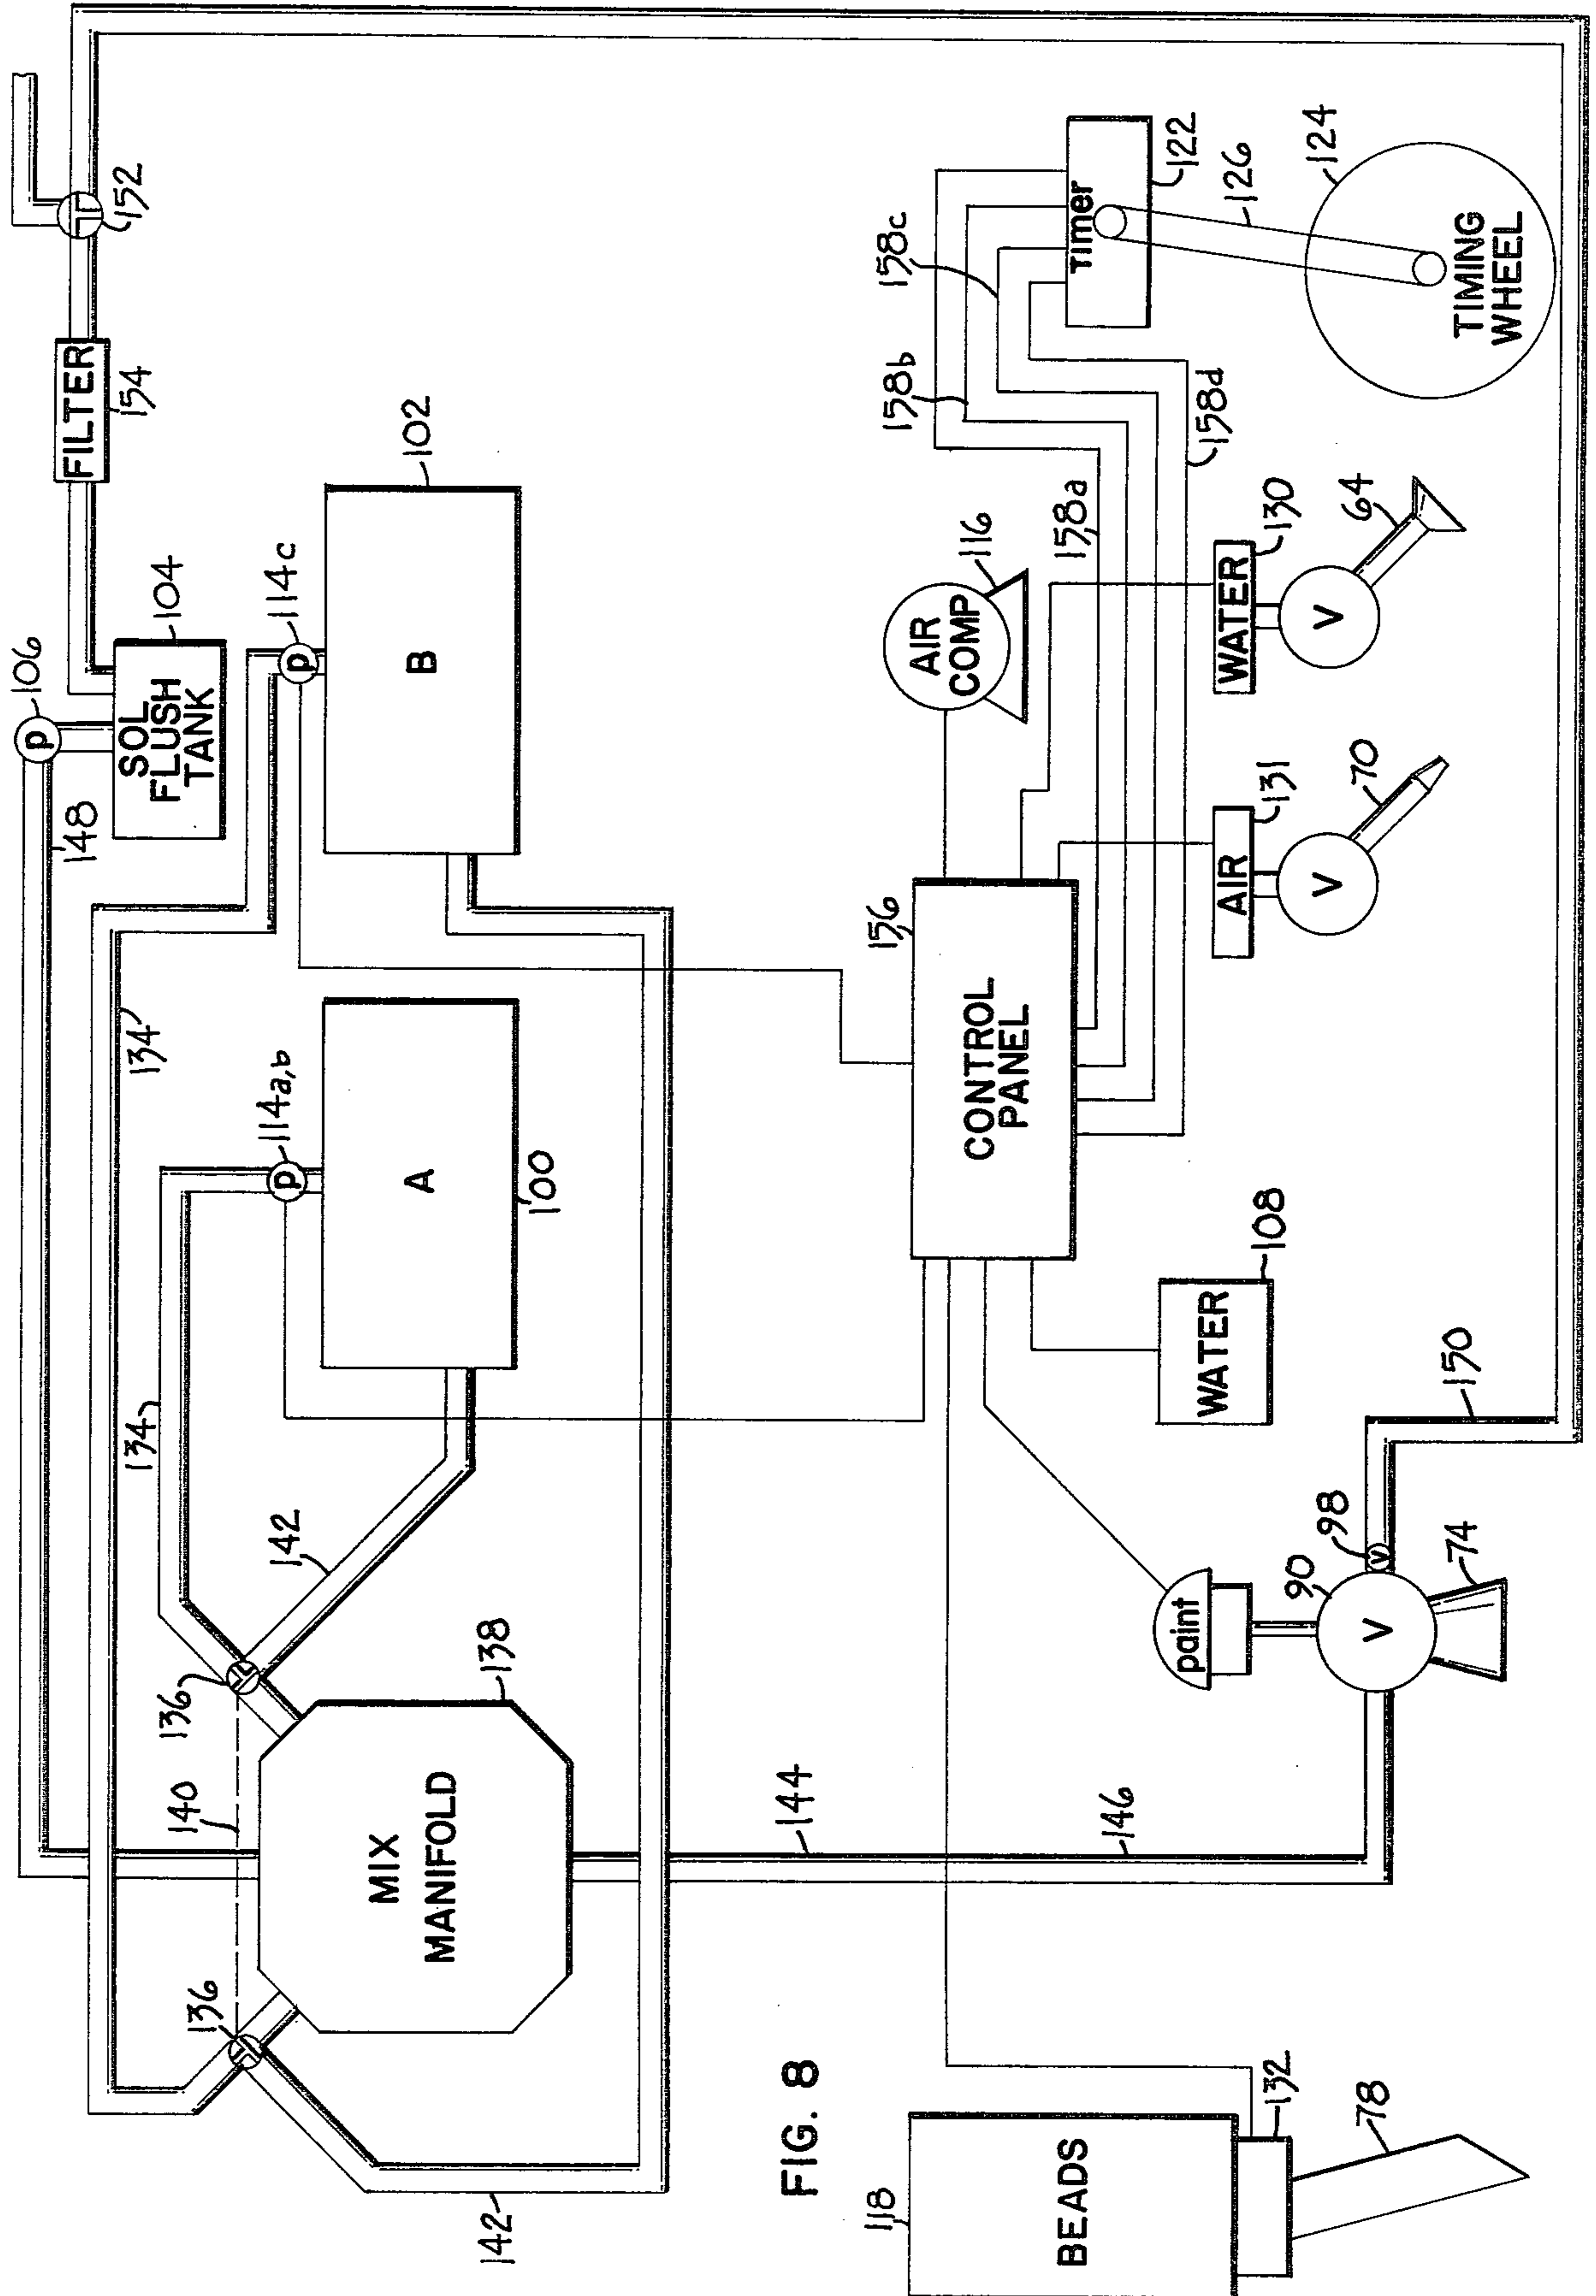 152
FILTER
154
106
148
SOL
FLUSH
TANK
104
114c
B
102
134
134
114a,b
A
100
142
136
140
136
MIX
MANIFOLD
138
142
144
146
FIG. 8
118
BEADS
132
78
CONTROL
PANEL
156
AIR
COMP
116
158a
158b
158c
158d
TIMER
122
126
124
TIMING
WHEEL
WATER
130
V
64
AIR
131
V
70
WATER
108
paint
90
V
98
V
74
150
P
P
P